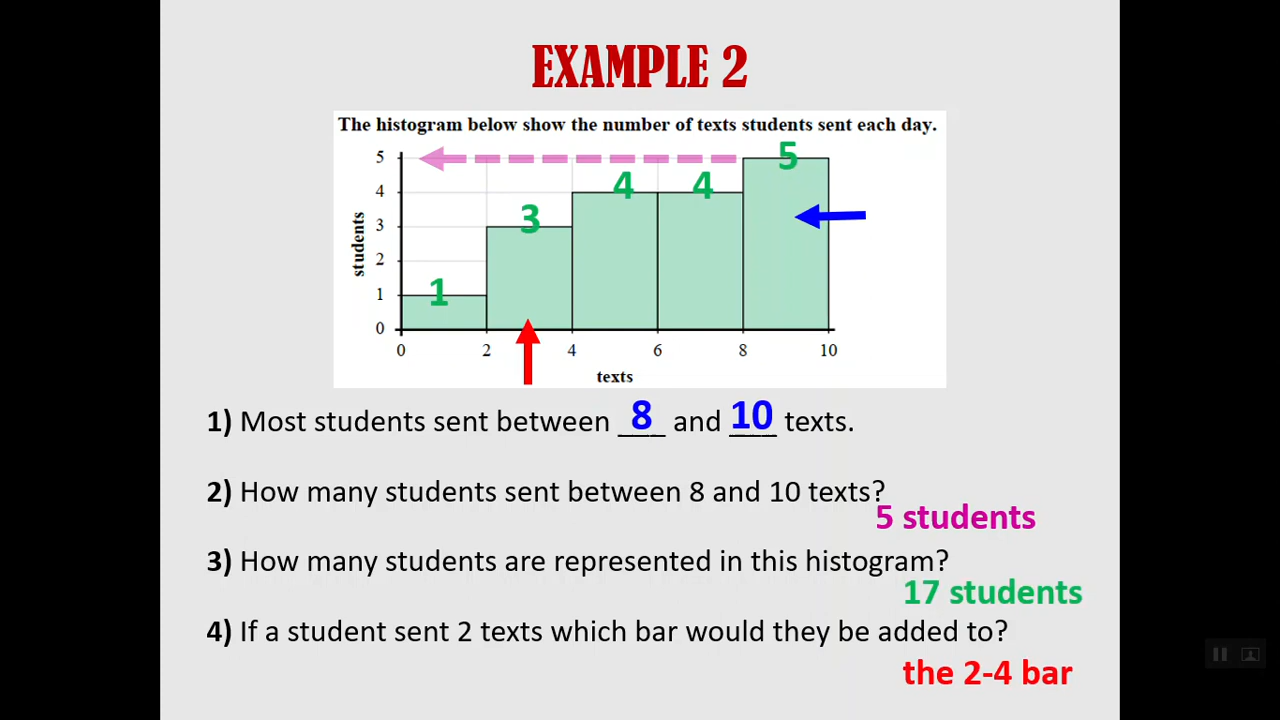 EXAMPLE 2
The histogram below show the number of texts students sent each day.
5
5
4
4
4
3
3
students
2
1
1
0
0 2 4 6 8 10
texts
1) Most students sent between 8 and 10 texts.
2) How many students sent between 8 and 10 texts?
5 students
3) How many students are represented in this histogram?
17 students
4) If a student sent 2 texts which bar would they be added to?
the 2-4 bar